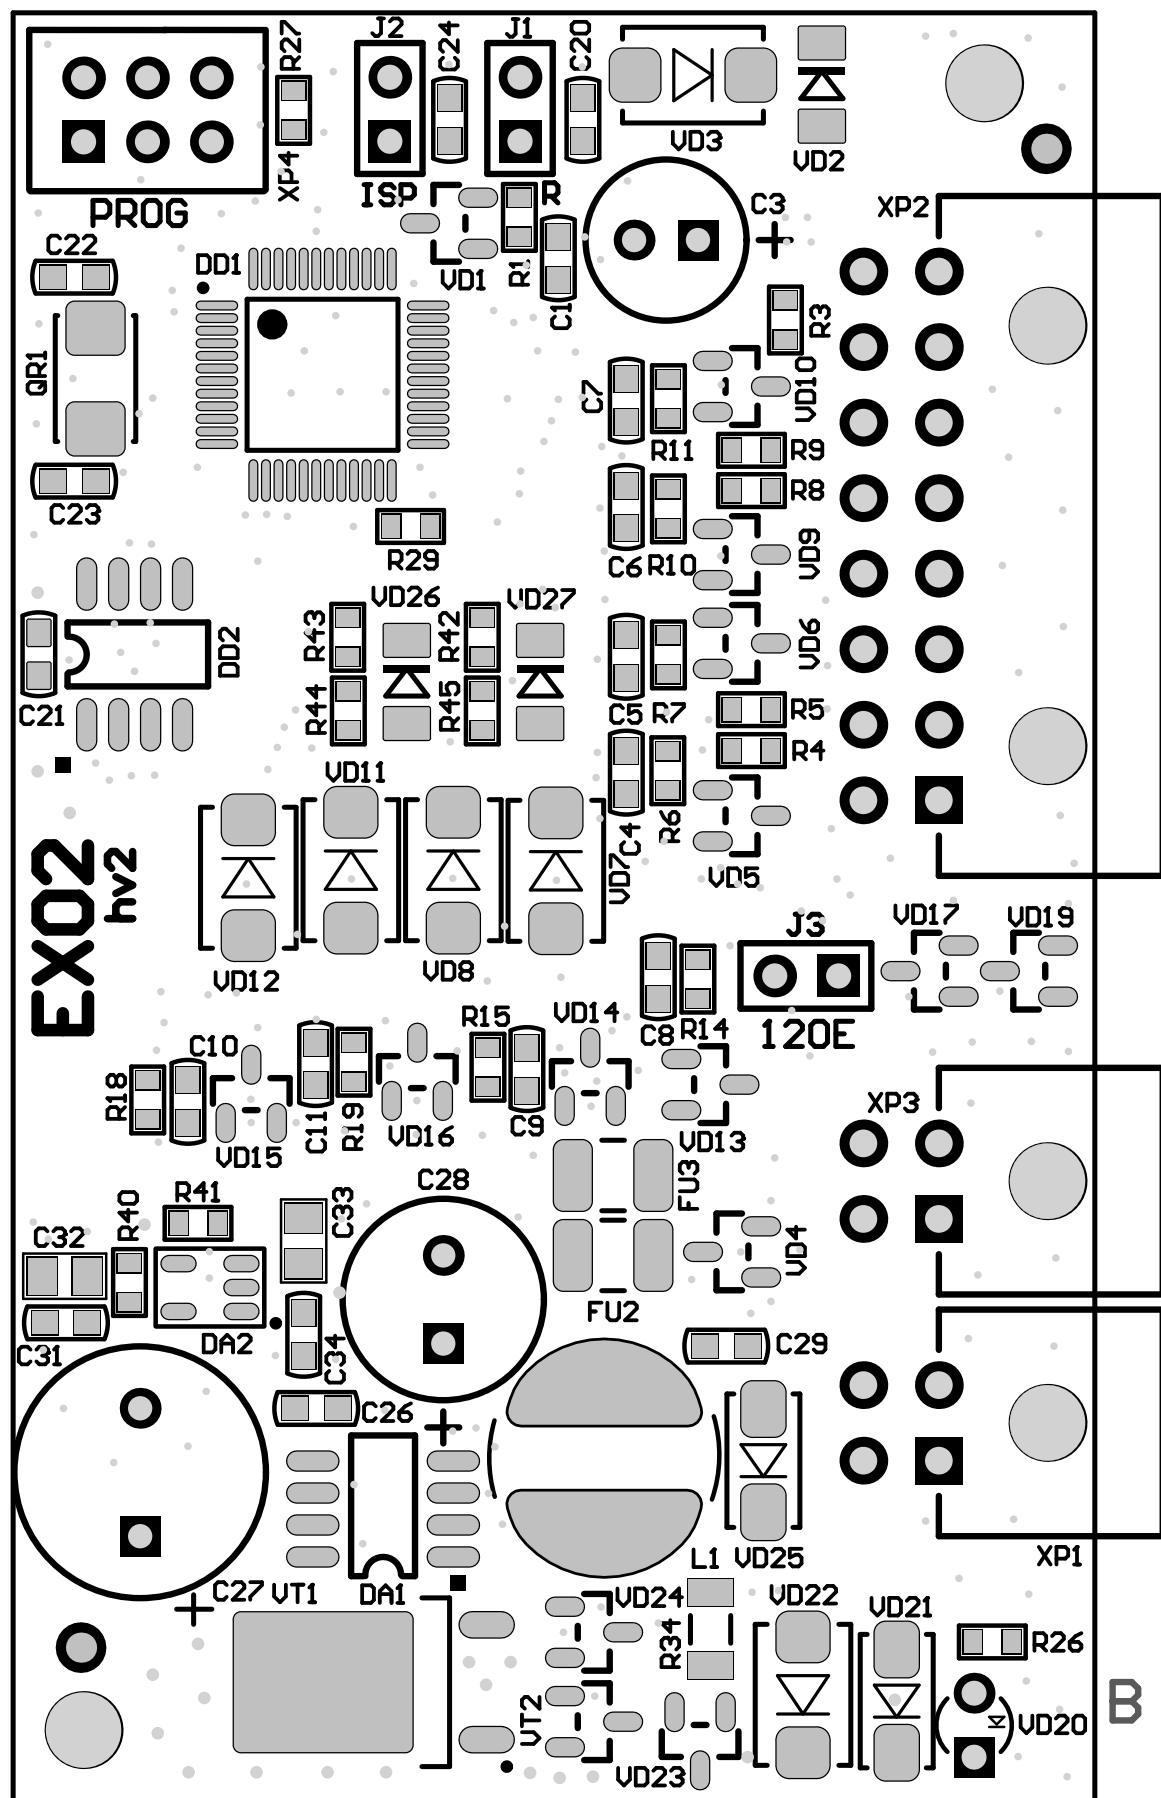 R27
J2
C24
J1
C20
VD3
VD2
XP4
PROG
ISP
R
C3
XP2
C22
DD1
VD1
R1
C1
R3
QR1
C7
VD10
R11
R9
R8
C23
R29
C6
R10
VD9
VD26
VD27
R43
R42
DD2
VD6
R44
R45
C21
C5
R7
R5
R4
VD11
C4
R6
VD5
VD7
EX02
hv2
VD12
VD8
J3
VD17
VD19
R15
VD14
C8
R14
120E
C10
R18
C11
R19
VD16
C9
VD13
VD15
XP3
C28
FU3
R41
R40
C33
C32
VD4
FU2
DA2
C31
C34
C29
C26
L1
VD25
XP1
C27
VT1
DA1
VD24
VD22
VD21
R34
R26
VT2
VD20
VD23
B